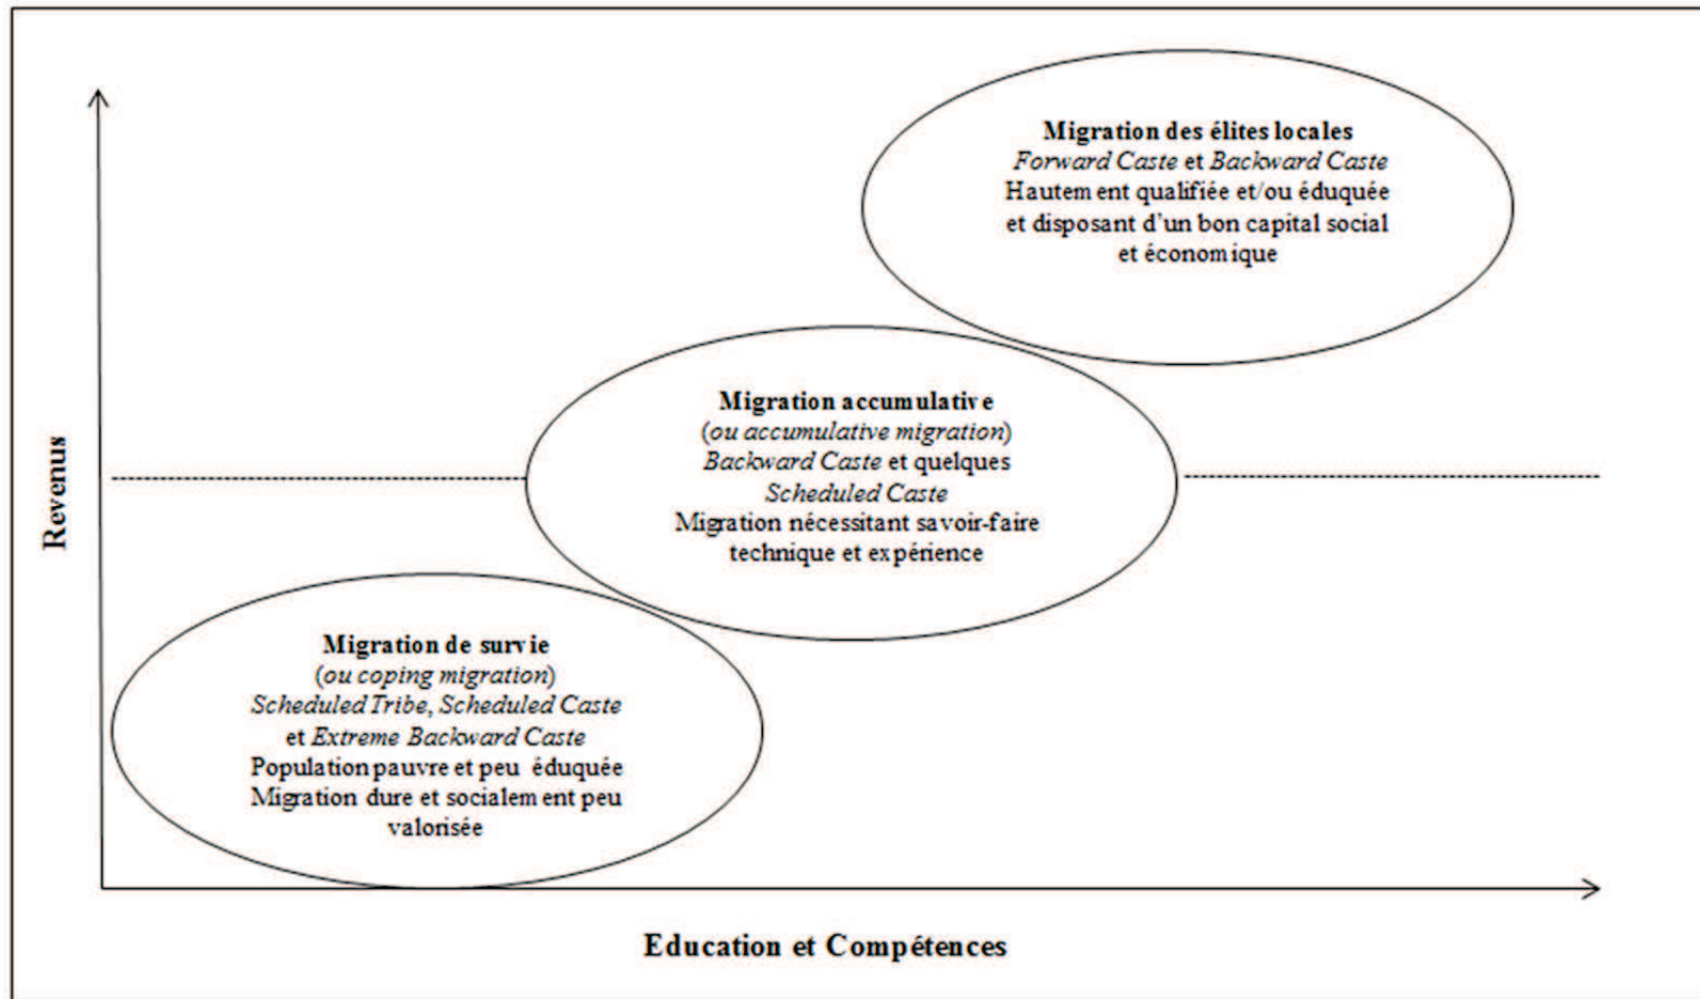 Migration des élites locales
Forward Caste et Backward Caste
Hautement qualifiée et/ou éduquée
et disposant d'un bon capital social
et économique
Migration accumulative
(ou accumulative migration)
Backward Caste et quelques
Scheduled Caste
Migration nécessitant savoir-faire
technique et expérience
Revenus
Migration de survie
(ou coping migration)
Scheduled Tribe, Scheduled Caste
et Extreme Backward Caste
Population pauvre et peu éduquée
Migration dure et socialement peu
valorisée
Education et Compétences